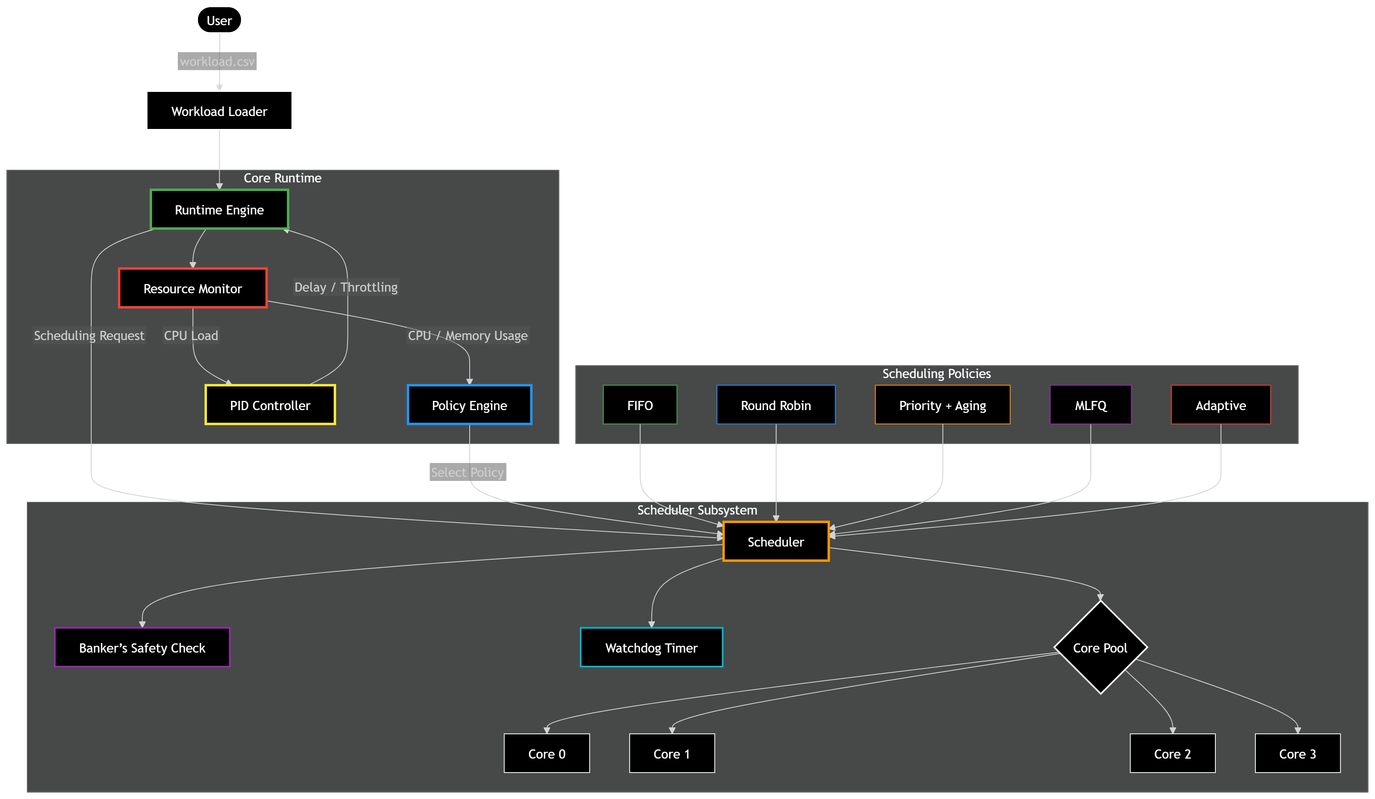 User
workload.csv
Workload Loader
Core Runtime
Runtime Engine
Resource Monitor
Delay / Throttling
Scheduling Request
CPU Load
CPU / Memory Usage
PID Controller
Policy Engine
Scheduling Policies
FIFO
Round Robin
Priority + Aging
MLFQ
Adaptive
Select Policy
Scheduler Subsystem
Scheduler
Banker’s Safety Check
Watchdog Timer
Core Pool
Core 0
Core 1
Core 2
Core 3